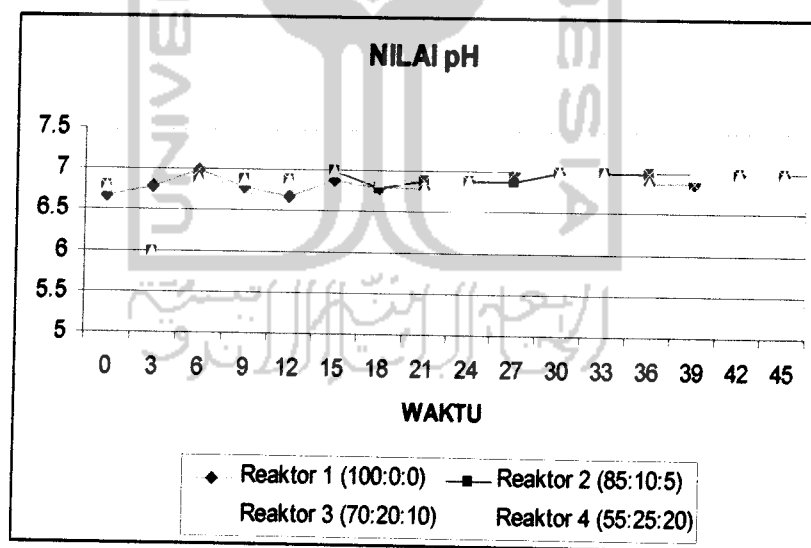 NILAI pH
7.5
7
6.5
6
5.5
5
0 3 6 9 12 15 18 21 24 27 30 33 36 39 42 45
WAKTU
Reaktor 1 (100:0:0) Reaktor 2 (85:10:5)
Reaktor 3 (70:20:10) Reaktor 4 (55:25:20)